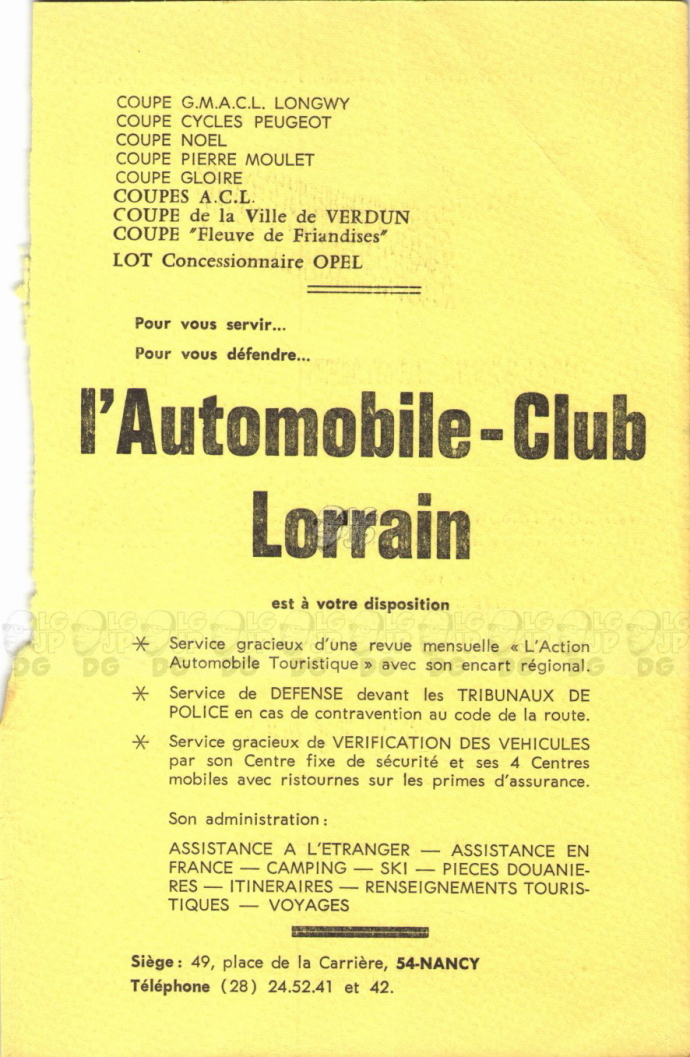 COUPE G.M.A.C.L. LONGWY
COUPE CYCLES PEUGEOT
COUPE NOEL
COUPE PIERRE MOULET
COUPE GLOIRE
COUPES A.C.L.
COUPE de la Ville de VERDUN
COUPE "Fleuve de Friandises"
LOT Concessionnaire OPEL
Pour vous servir...
Pour vous défendre...
l'Automobile-Club
Lorrain
est à votre disposition
* Service gracieux d'une revue mensuelle « L'Action
Automobile Touristique » avec son encart régional.
* Service de DEFENSE devant les TRIBUNAUX DE
POLICE en cas de contravention au code de la route.
* Service gracieux de VERIFICATION DES VEHICULES
par son Centre fixe de sécurité et ses 4 Centres
mobiles avec ristournes sur les primes d'assurance.
Son administration :
ASSISTANCE A L'ETRANGER — ASSISTANCE EN
FRANCE — CAMPING — SKI — PIECES DOUANIE-
RES — ITINERAIRES — RENSEIGNEMENTS TOURIS-
TIQUES — VOYAGES
Siège : 49, place de la Carrière, 54-NANCY
Téléphone (28) 24.52.41 et 42.